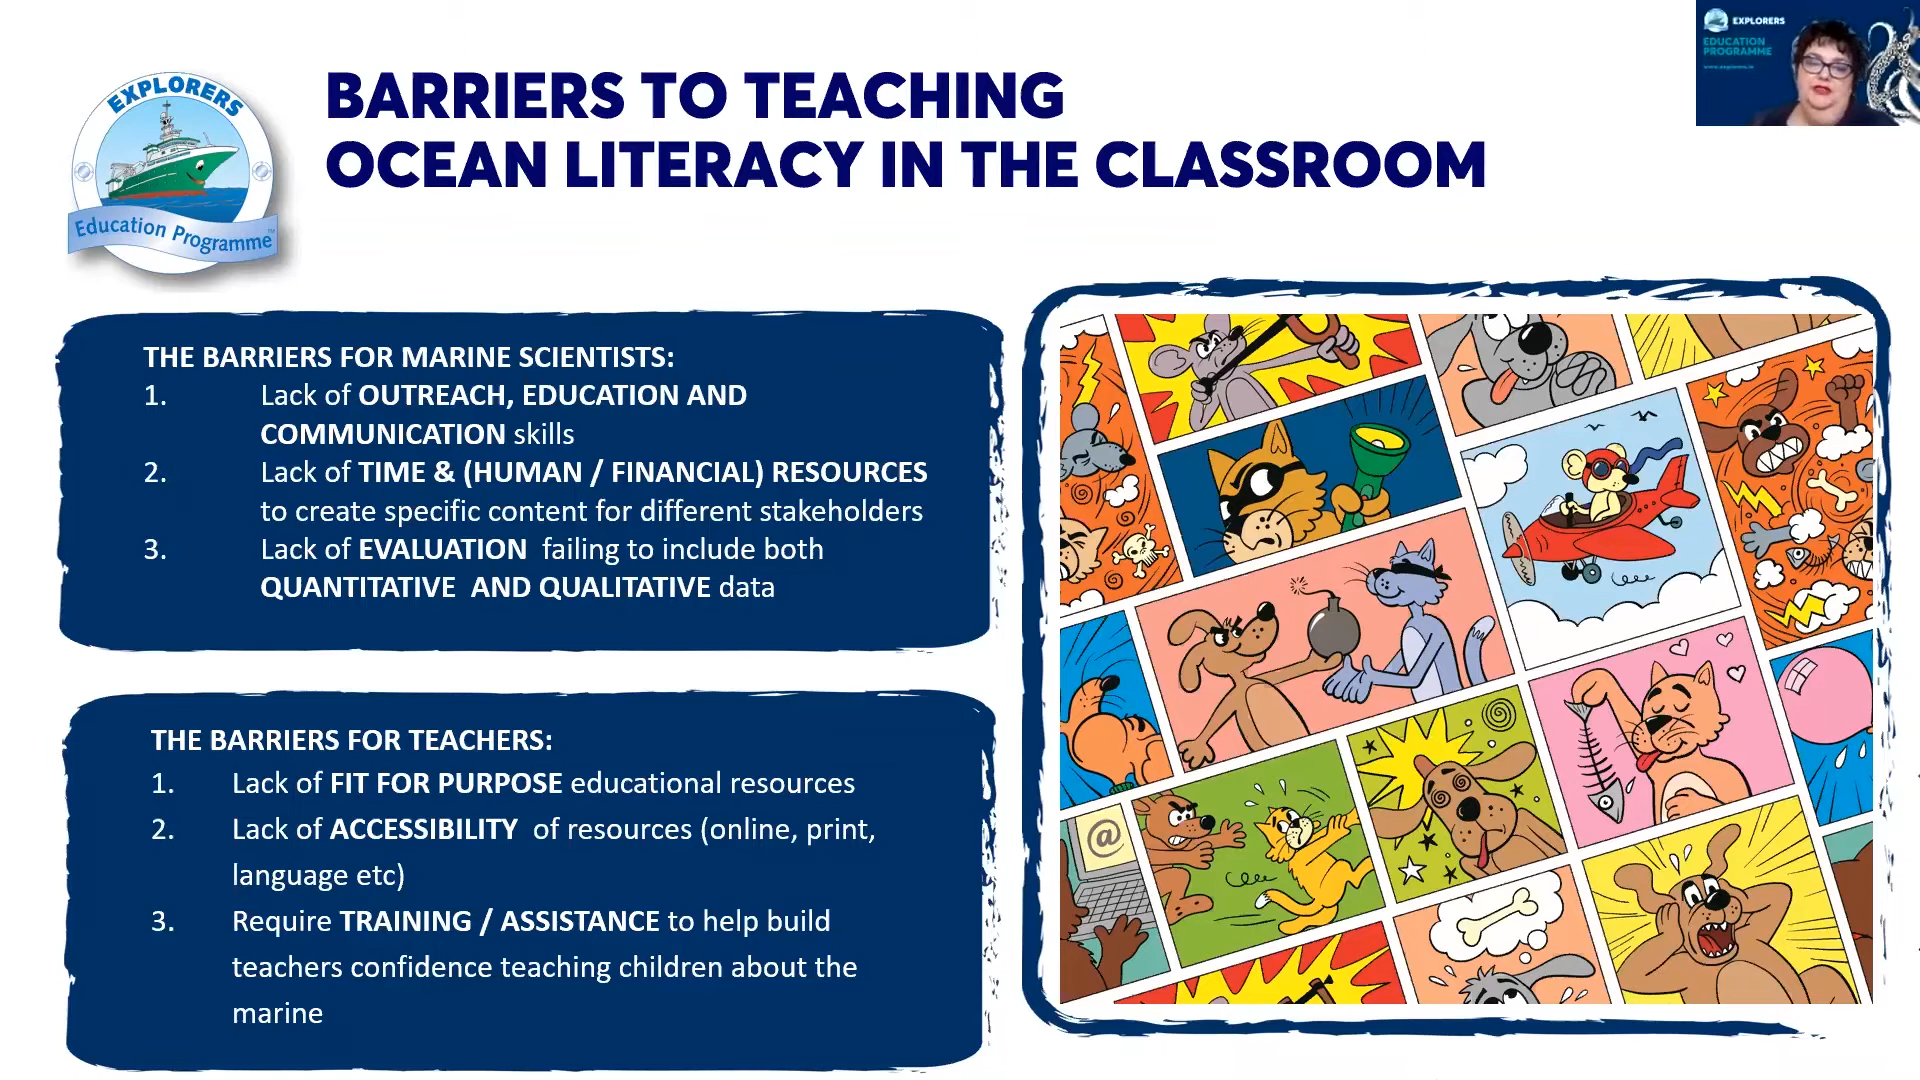 EXPLORERS
Education Programme™
BARRIERS TO TEACHING
OCEAN LITERACY IN THE CLASSROOM
EXPLORERS
EDUCATION
PROGRAMME
www.explorers.ie
THE BARRIERS FOR MARINE SCIENTISTS:
1. Lack of OUTREACH, EDUCATION AND
COMMUNICATION skills
2. Lack of TIME & (HUMAN / FINANCIAL) RESOURCES
to create specific content for different stakeholders
3. Lack of EVALUATION failing to include both
QUANTITATIVE AND QUALITATIVE data
THE BARRIERS FOR TEACHERS:
1. Lack of FIT FOR PURPOSE educational resources
2. Lack of ACCESSIBILITY of resources (online, print,
language etc)
3. Require TRAINING / ASSISTANCE to help build
teachers confidence teaching children about the
marine
@